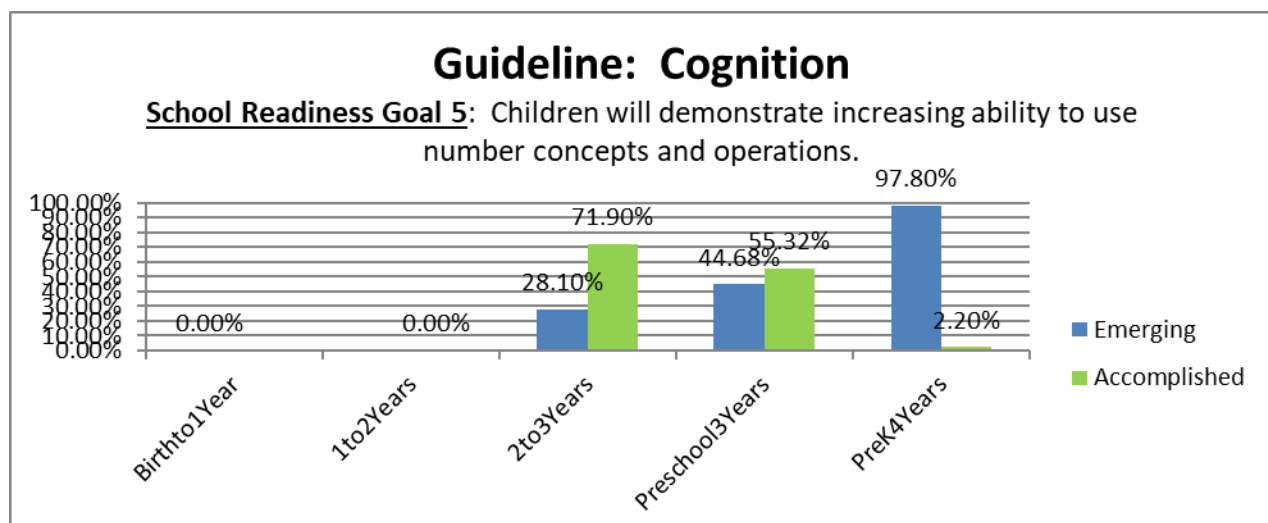 Guideline: Cognition
School Readiness Goal 5: Children will demonstrate increasing ability to use
number concepts and operations.
100.00%
90.00%
80.00%
70.00%
60.00%
50.00%
40.00%
30.00%
20.00%
10.00%
0.00%
0.00%
0.00%
28.10%
71.90%
44.68%
55.32%
97.80%
2.20%
Birthto1Year
1to2Years
2to3Years
Preschool3Years
PreK4Years
Emerging
Accomplished